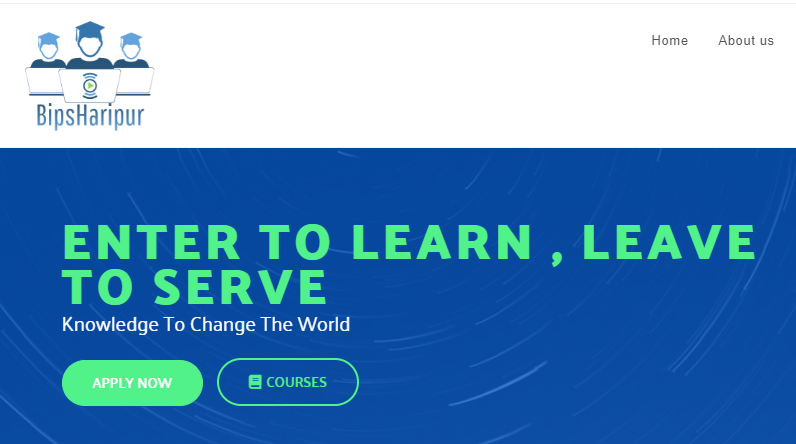 BipsHaripur
Home
About us
ENTER TO LEARN , LEAVE
TO SERVE
Knowledge To Change The World
APPLY NOW
COURSES